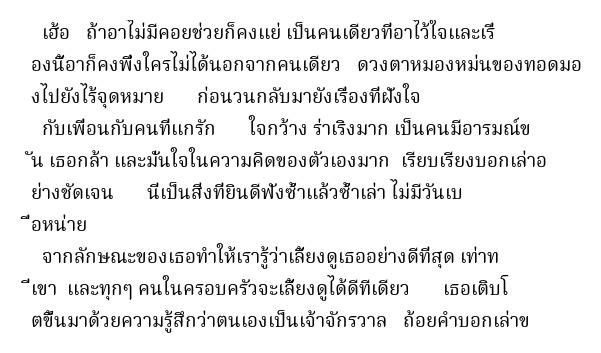 เฮ้อ ถ้าอาไม่มีคอยช่วยก็คงแย่ เป็นคนเดียวที่อาไว้ใจและเรื่
องนี้อาก็คงพึ่งใครไม่ได้นอกจากคนเดียว ดวงตาหมองหม่นของทอดมอ
งไปยังไร้จุดหมาย ก่อนวนกลับมายังเรื่องที่ฝังใจ
กับเพื่อนกับคนที่แกรัก ใจกว้าง ร่าเริงมาก เป็นคนมีอารมณ์ข
ัน เธอกล้า และมั่นใจในความคิดของตัวเองมาก เรียบเรียงบอกเล่าอ
ย่างชัดเจน นี่เป็นสิ่งที่ยินดีฟังซ้ำแล้วซ้ำเล่า ไม่มีวันเบ
ื่อหน่าย
จากลักษณะของเธอทำให้เรารู้ว่าเลี้ยงดูเธออย่างดีที่สุด เท่าท
ี่เขา และทุกๆ คนในครอบครัวจะเลี้ยงดูได้ดีทีเดียว เธอเติบโ
ตขึ้นมาด้วยความรู้สึกว่าตนเองเป็นเจ้าจักรวาล ถ้อยคำบอกเล่าข